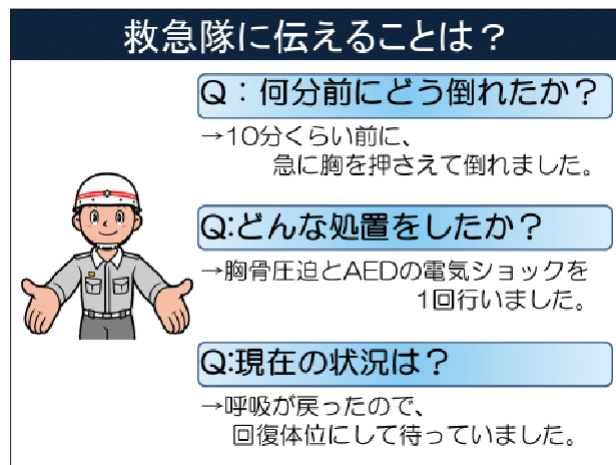 救急隊に伝えることは？
Q：何分前にどう倒れたか？
→10分くらい前に、
急に胸を押さえて倒れました。
Q:どんな処置をしたか？
→胸骨圧迫とAEDの電気ショックを
1回行いました。
Q:現在の状況は？
→呼吸が戻ったので、
回復体位にして待っていました。